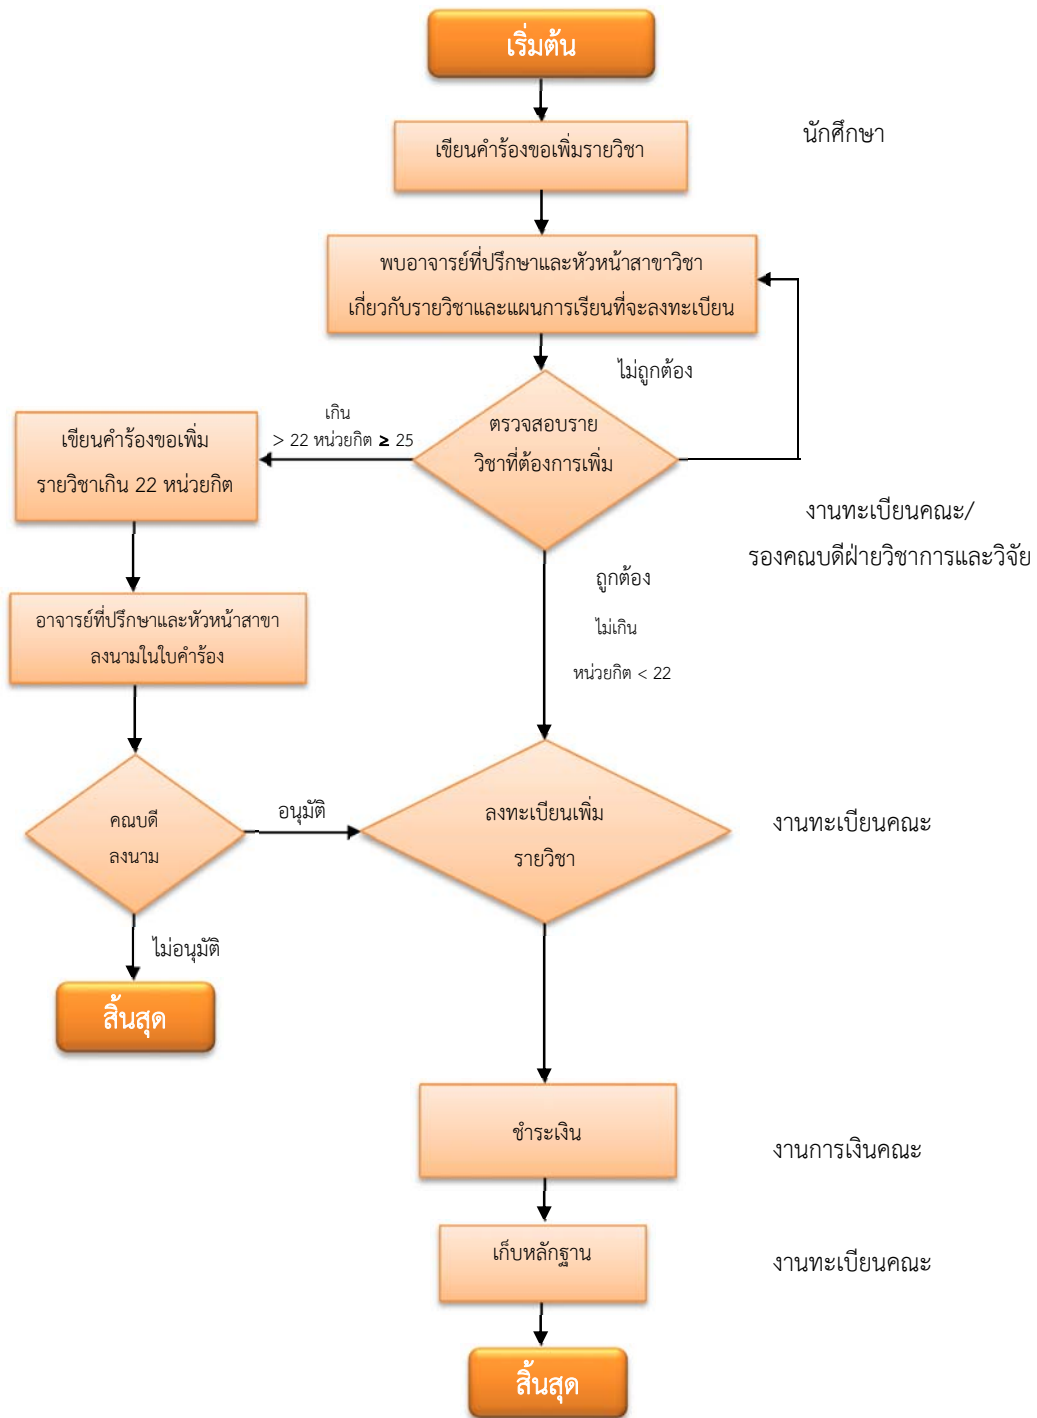 เริ่มต้น
เขียนคำร้องขอเพิ่มรายวิชา
นักศึกษา
พบอาจารย์ที่ปรึกษาและหัวหน้าสาขาวิชา
เกี่ยวกับรายวิชาและแผนการเรียนที่จะลงทะเบียน
ไม่ถูกต้อง
ตรวจสอบราย
วิชาที่ต้องการเพิ่ม
เกิน
> 22 หน่วยกิต ≥ 25
เขียนคำร้องขอเพิ่ม
รายวิชาเกิน 22 หน่วยกิต
งานทะเบียนคณะ/
รองคณบดีฝ่ายวิชาการและวิจัย
ถูกต้อง
ไม่เกิน
หน่วยกิต < 22
อาจารย์ที่ปรึกษาและหัวหน้าสาขา
ลงนามในใบคำร้อง
คณบดี
ลงนาม
อนุมัติ
ลงทะเบียนเพิ่ม
รายวิชา
งานทะเบียนคณะ
ไม่อนุมัติ
สิ้นสุด
ชำระเงิน
งานการเงินคณะ
เก็บหลักฐาน
งานทะเบียนคณะ
สิ้นสุด